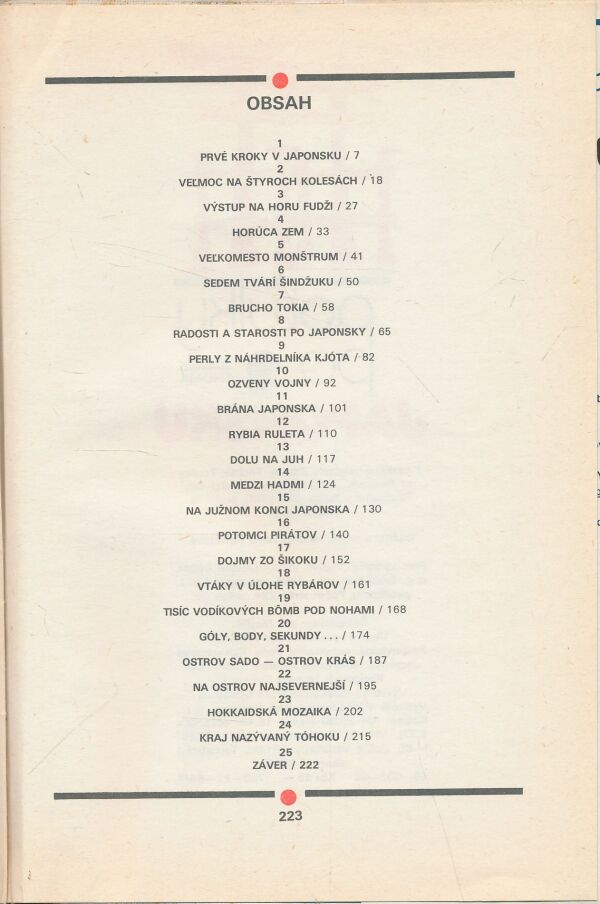 OBSAH
1
PRVÉ KROKY V JAPONSKU / 7
2
VEĽMOC NA ŠTYROCH KOLESÁCH / 18
3
VÝSTUP NA HORU FUDŽI / 27
4
HORÚCA ZEM / 33
5
VEĽKOMESTO MONŠTRUM / 41
6
SEDEM TVÁRÍ ŠINDŽUKU / 50
7
BRUCHO TOKIA / 58
8
RADOSTI A STAROSTI PO JAPONSKY / 65
9
PERLY Z NÁHRDELNÍKA KJÓTA / 82
10
OZVENY VOJNY / 92
11
BRÁNA JAPONSKA / 101
12
RYBIA RULETA / 110
13
DOLU NA JUH / 117
14
MEDZI HADMI / 124
15
NA JUŽNOM KONCI JAPONSKA / 130
16
POTOMCI PIRÁTOV / 140
17
DOJMY ZO ŠIKOKU / 152
18
VTÁKY V ÚLOHE RYBÁROV / 161
19
TISÍC VODÍKOVÝCH BÔMB POD NOHAMI / 168
20
GÓLY, BODY, SEKUNDY ... / 174
21
OSTROV SADO — OSTROV KRÁS / 187
22
NA OSTROV NAJSEVERNEJŠÍ / 195
23
HOKKAIDSKÁ MOZAIKA / 202
24
KRAJ NAZÝVANÝ TÓHOKU / 215
25
ZÁVER / 222
223